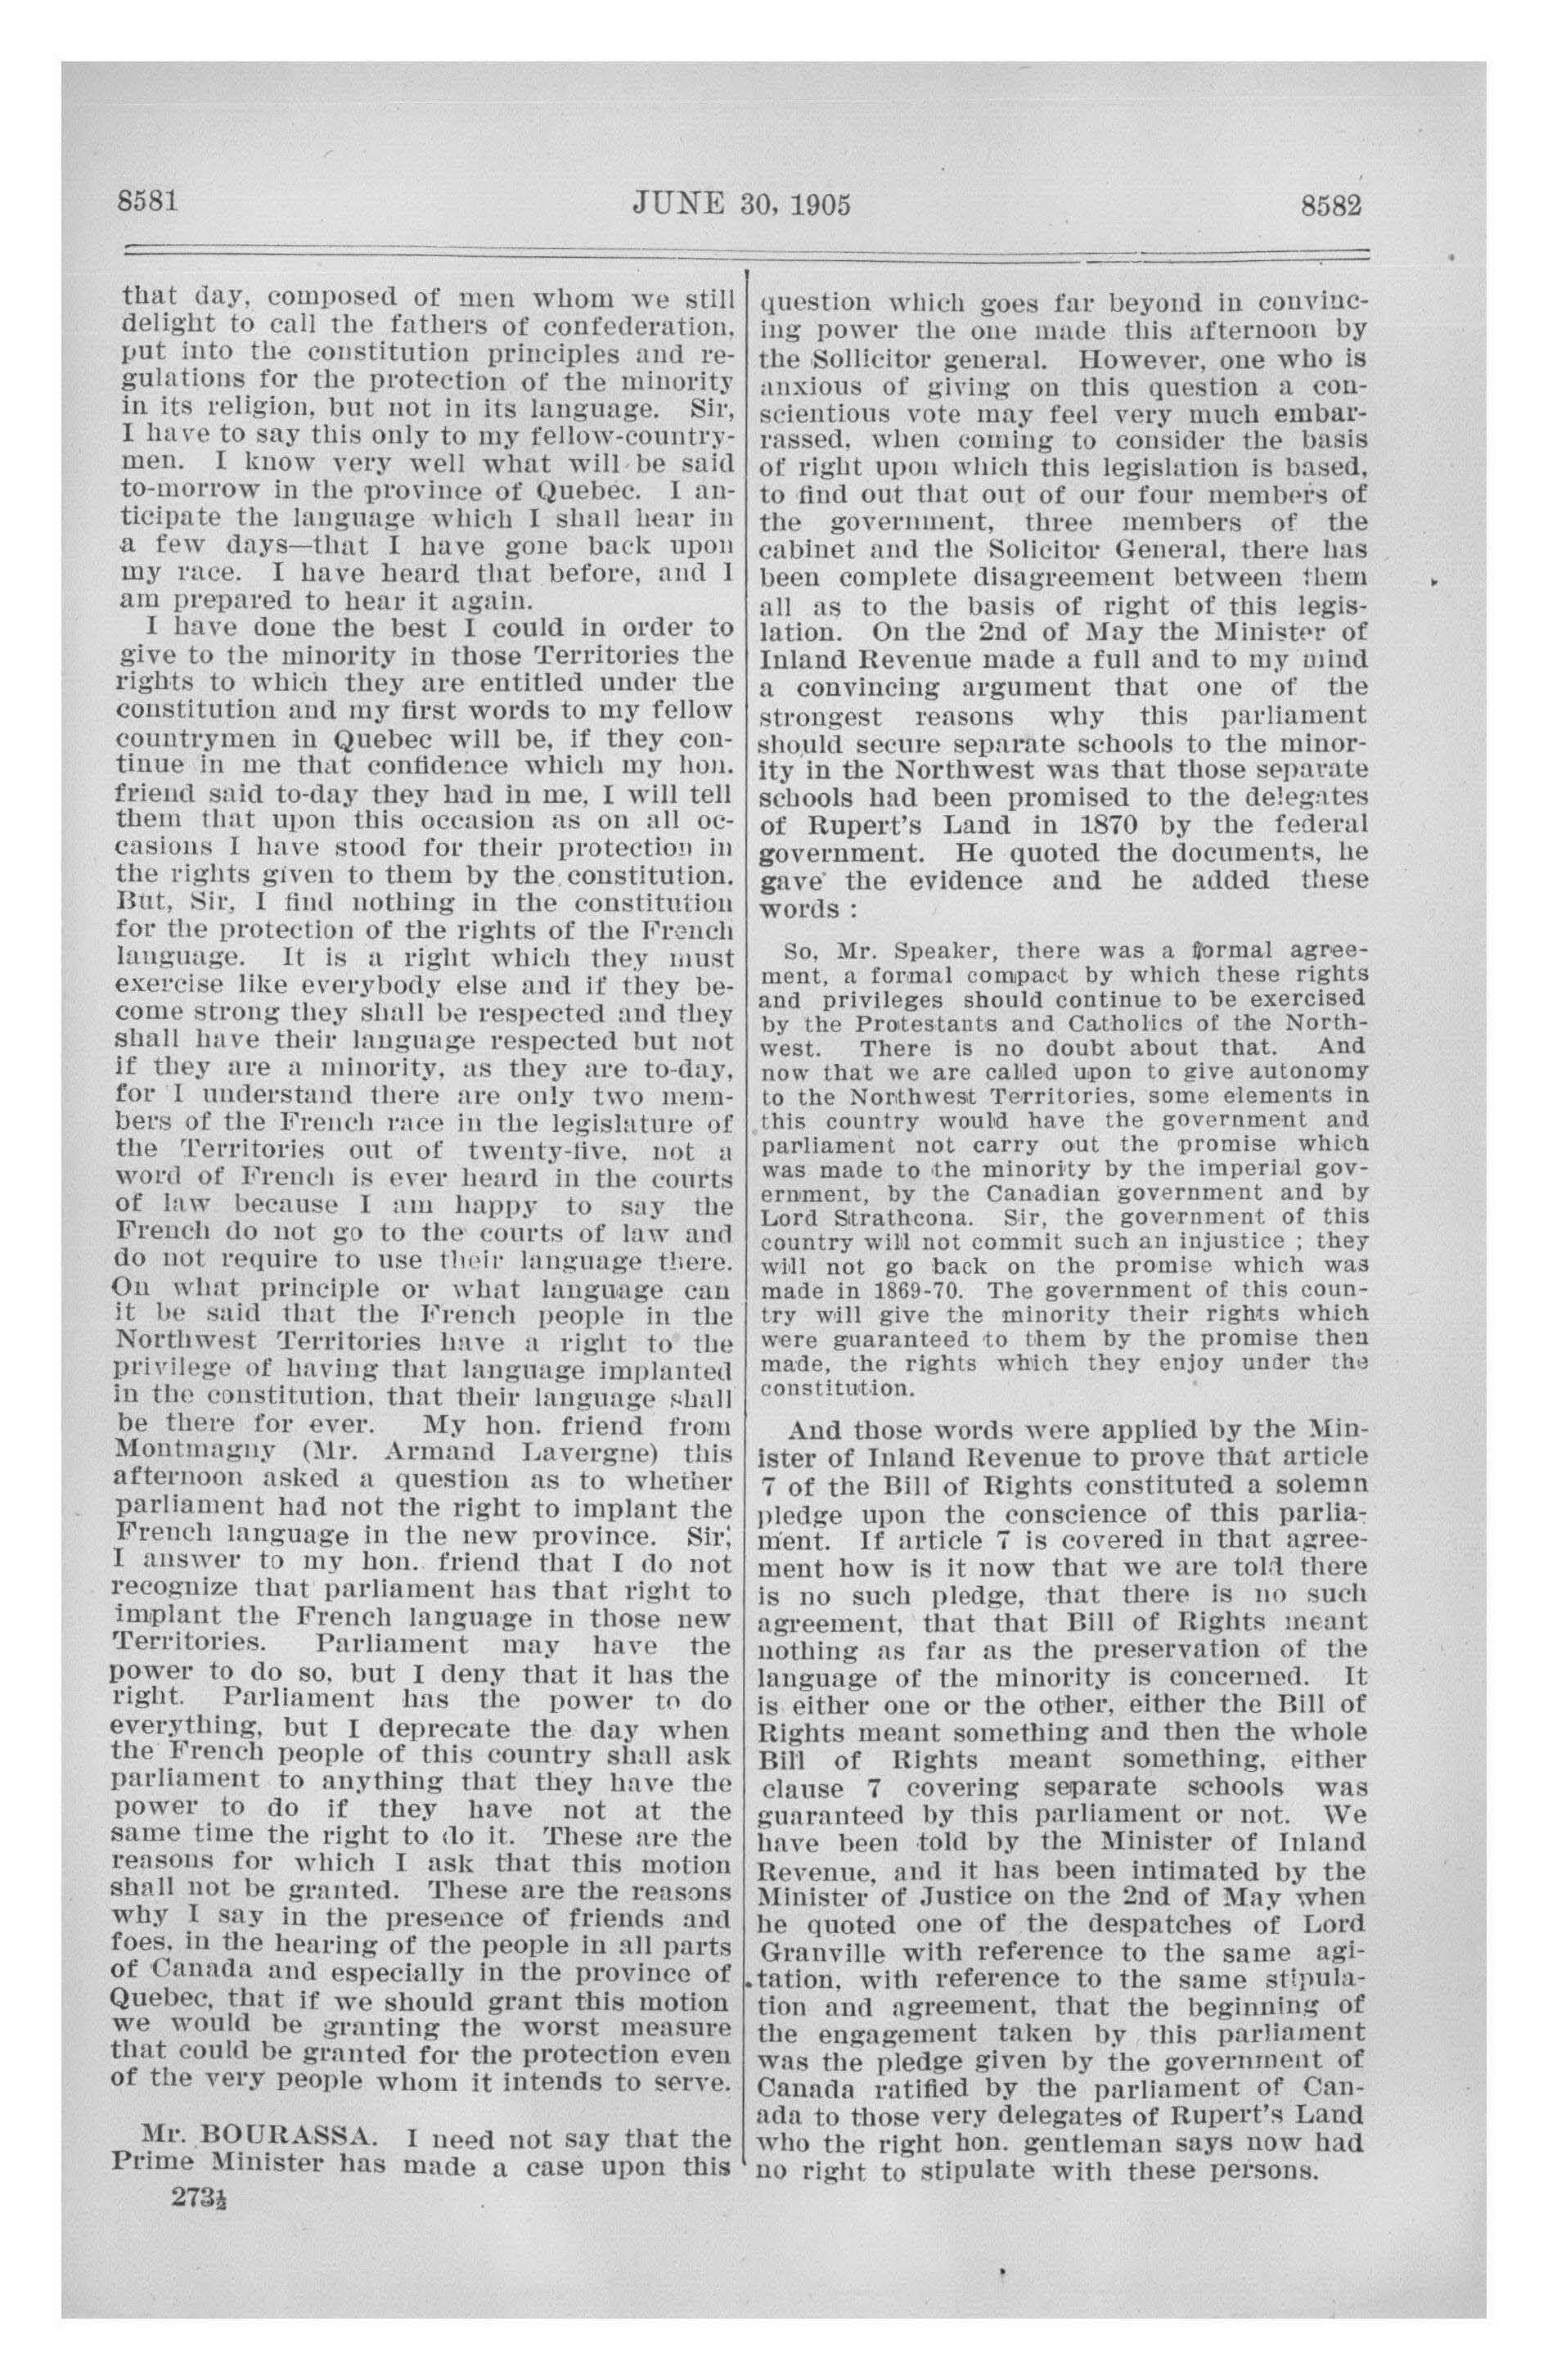 8581
JUNE 30, 1905
8582
that day, composed of men whom we still
delight to call the fathers of confederation,
put into the constitution principles and re-
gulations for the protection of the minority
in its religion, but not in its language. Sir,
I have to say this only to my fellow-country-
men. I know very well what will be said
to-morrow in the province of Quebec. I an-
ticipate the language which I shall hear in
a few days—that I have gone back upon
my race. I have heard that before, and I
am prepared to hear it again.
I have done the best I could in order to
give to the minority in those Territories the
rights to which they are entitled under the
constitution and my first words to my fellow
countrymen in Quebec will be, if they con-
tinue in me that confidence which my hon.
friend said to-day they had in me, I will tell
them that upon this occasion as on all oc-
casions I have stood for their protection in
the rights given to them by the constitution.
But, Sir, I find nothing in the constitution
for the protection of the rights of the French
language. It is a right which they must
exercise like everybody else and if they be-
come strong they shall be respected and they
shall have their language respected but not
if they are a minority, as they are to-day,
for I understand there are only two mem-
bers of the French race in the legislature of
the Territories out of twenty-five, not a
word of French is ever heard in the courts
of law because I am happy to say the
French do not go to the courts of law and
do not require to use their language there.
On what principle or what language can
it be said that the French people in the
Northwest Territories have a right to the
privilege of having that language implanted
in the constitution, that their language shall
be there for ever. My hon. friend from
Montmagny (Mr. Armand Lavergne) this
afternoon asked a question as to whether
parliament had not the right to implant the
French language in the new province. Sir,
I answer to my hon. friend that I do not
recognize that parliament has that right to
implant the French language in those new
Territories. Parliament may have the
power to do so, but I deny that it has the
right. Parliament has the power to do
everything, but I deprecate the day when
the French people of this country shall ask
parliament to anything that they have the
power to do if they have not at the
same time the right to do it. These are the
reasons for which I ask that this motion
shall not be granted. These are the reasons
why I say in the presence of friends and
foes, in the hearing of the people in all parts
of Canada and especially in the province of
Quebec, that if we should grant this motion
we would be granting the worst measure
that could be granted for the protection even
of the very people whom it intends to serve.
Mr. BOURASSA. I need not say that the
Prime Minister has made a case upon this
273½
question which goes far beyond in convinc-
ing power the one made this afternoon by
the Sollicitor general. However, one who is
anxious of giving on this question a con-
scientious vote may feel very much embar-
rassed, when coming to consider the basis
of right upon which this legislation is based,
to find out that out of our four members of
the government, three members of the
cabinet and the Solicitor General, there has
been complete disagreement between them
all as to the basis of right of this legis-
lation. On the 2nd of May the Minister of
Inland Revenue made a full and to my mind
a convincing argument that one of the
strongest reasons why this parliament
should secure separate schools to the minor-
ity in the Northwest was that those separate
schools had been promised to the delegates
of Rupert's Land in 1870 by the federal
government. He quoted the documents, he
gave the evidence and he added these
words :
So, Mr. Speaker, there was a formal agree-
ment, a formal compact by which these rights
and privileges should continue to be exercised
by the Protestants and Catholics of the North-
west. There is no doubt about that. And
now that we are called upon to give autonomy
to the Northwest Territories, some elements in
this country would have the government and
parliament not carry out the promise which
was made to the minority by the imperial gov-
ernment, by the Canadian government and by
Lord Strathcona. Sir, the government of this
country will not commit such an injustice ; they
will not go back on the promise which was
made in 1869-70. The government of this coun-
try will give the minority their rights which
were guaranteed to them by the promise then
made, the rights which they enjoy under the
constitution.
And those words were applied by the Min-
ister of Inland Revenue to prove that article
7 of the Bill of Rights constituted a solemn
pledge upon the conscience of this parlia-
ment. If article 7 is covered in that agree-
ment how is it now that we are told there
is no such pledge, that there is no such
agreement, that that Bill of Rights meant
nothing as far as the preservation of the
language of the minority is concerned. It
is either one or the other, either the Bill of
Rights meant something and then the whole
Bill of Rights meant something, either
clause 7 covering separate schools was
guaranteed by this parliament or not. We
have been told by the Minister of Inland
Revenue, and it has been intimated by the
Minister of Justice on the 2nd of May when
he quoted one of the despatches of Lord
Granville with reference to the same agi-
tation, with reference to the same stipula-
tion and agreement, that the beginning of
the engagement taken by this parliament
was the pledge given by the government of
Canada ratified by the parliament of Can-
ada to those very delegates of Rupert's Land
who the right hon. gentleman says now had
no right to stipulate with these persons.